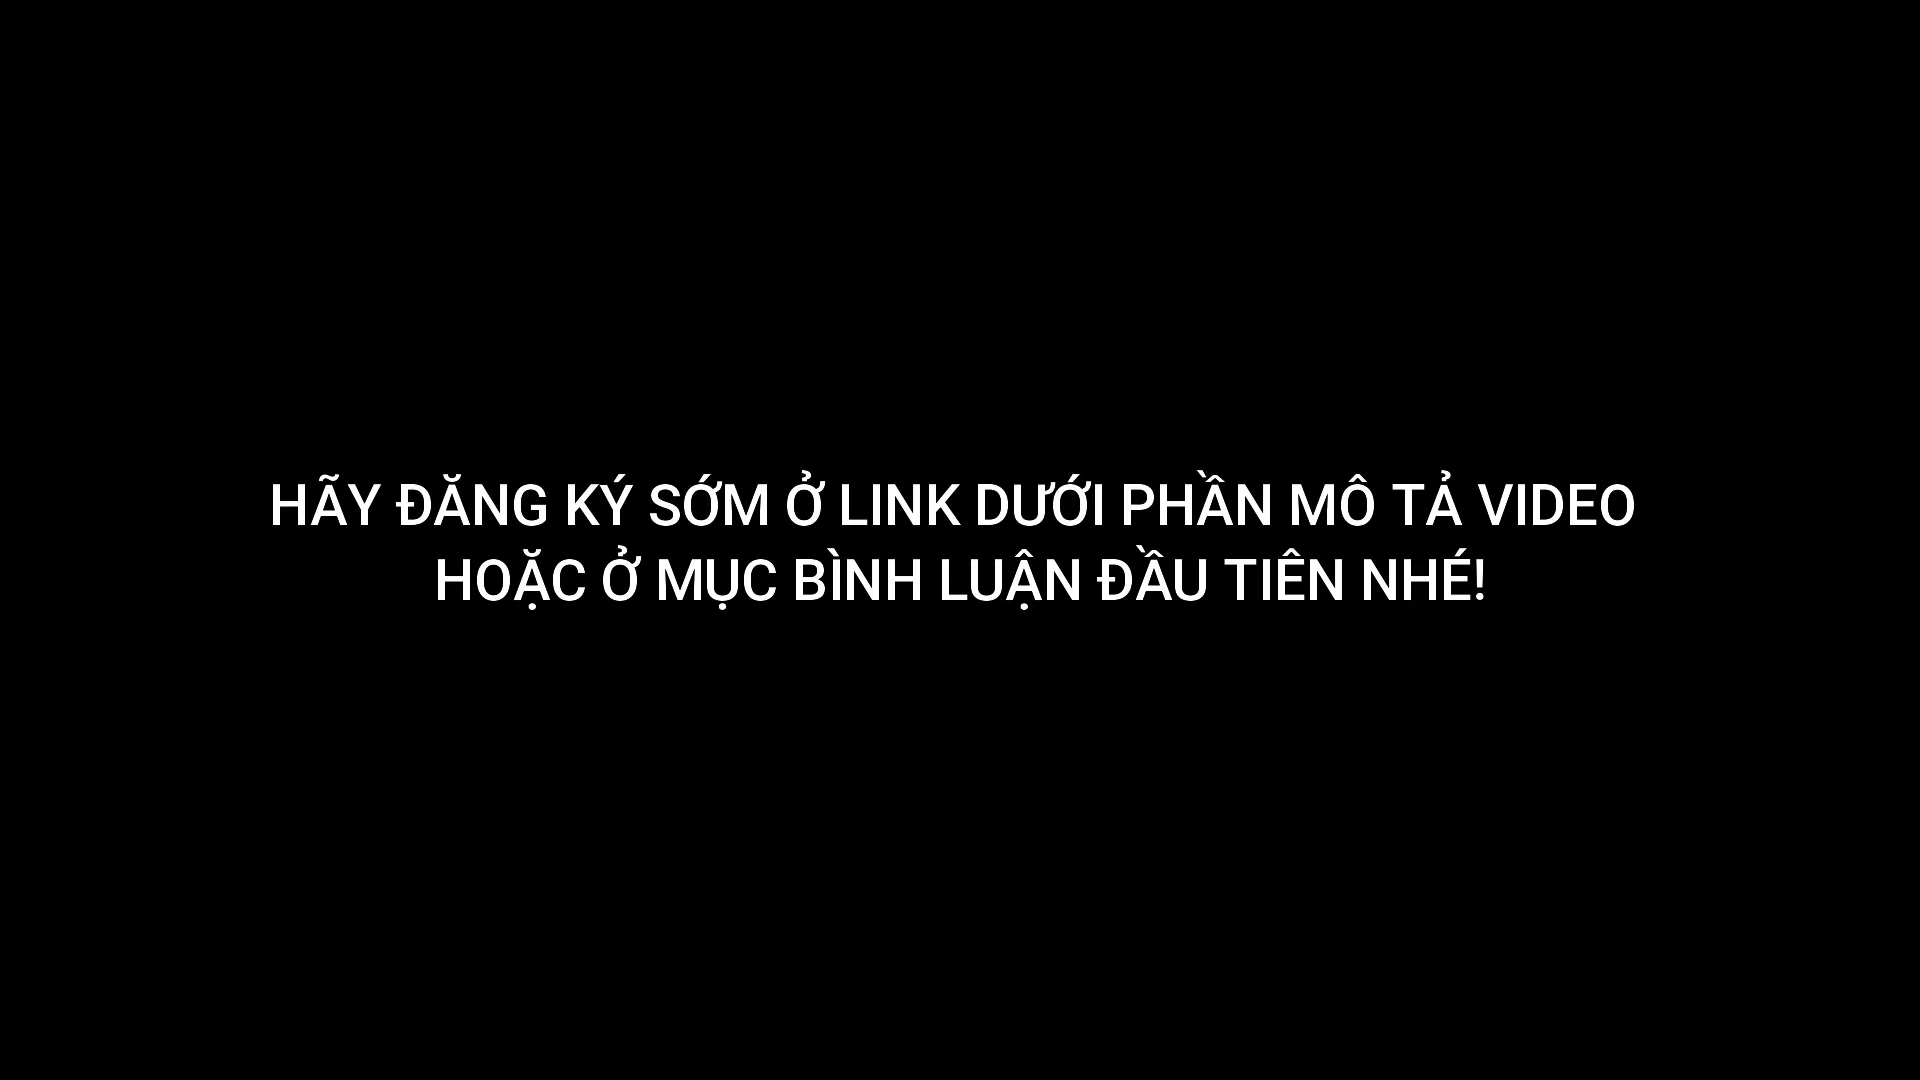 HÃY ĐĂNG KÝ SỚM Ở LINK DƯỚI PHẦN MÔ TẢ VIDEO
HOẶC Ở MỤC BÌNH LUẬN ĐẦU TIÊN NHÉ!